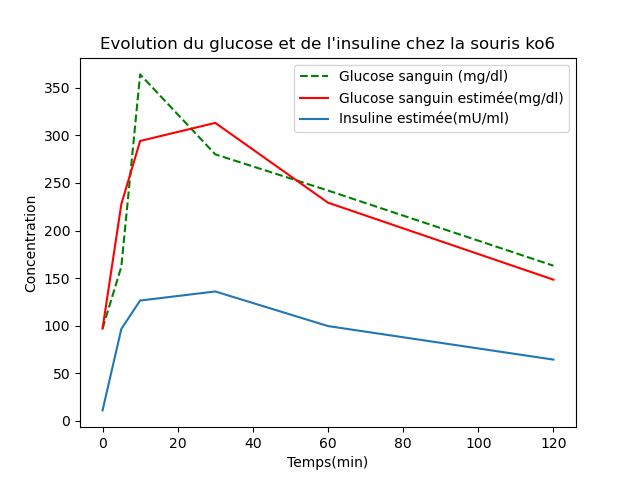 Evolution du glucose et de l'insuline chez la souris ko6
Glucose sanguin (mg/dl)
Glucose sanguin estimée(mg/dl)
Insuline estimée(mU/ml)
Concentration
350
300
250
200
150
100
50
0
0 20 40 60 80 100 120
Temps(min)